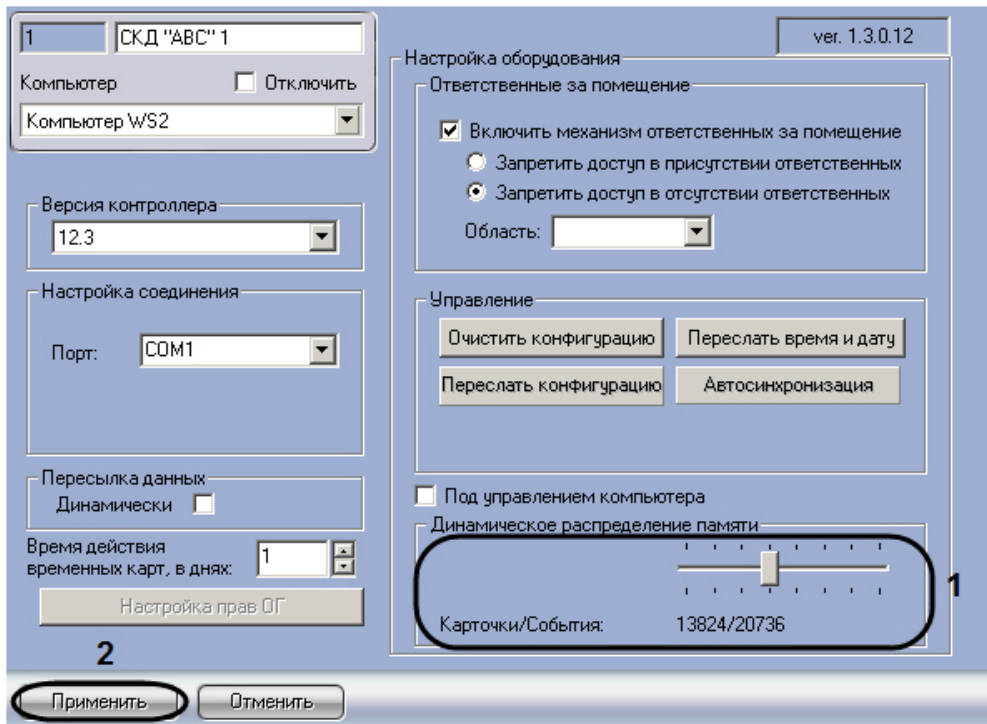 1
СКД "ABC" 1
Компьютер
Отключить
Компьютер WS2
Версия контроллера
12.3
Настройка соединения
Порт:
COM1
Пересылка данных
Динамически
Время действия
временных карт, в днях:
1
Настройка прав ОГ
2
ver. 1.3.0.12
Настройка оборудования
Ответственные за помещение
Включить механизм ответственных за помещение
Запретить доступ в присутствии ответственных
Запретить доступ в отсутствии ответственных
Область:
Управление
Очистить конфигурацию
Переслать время и дату
Переслать конфигурацию
Автосинхронизация
Под управлением компьютера
Динамическое распределение памяти
1
Карточки/События:
13824/20736
Применить
Отменить